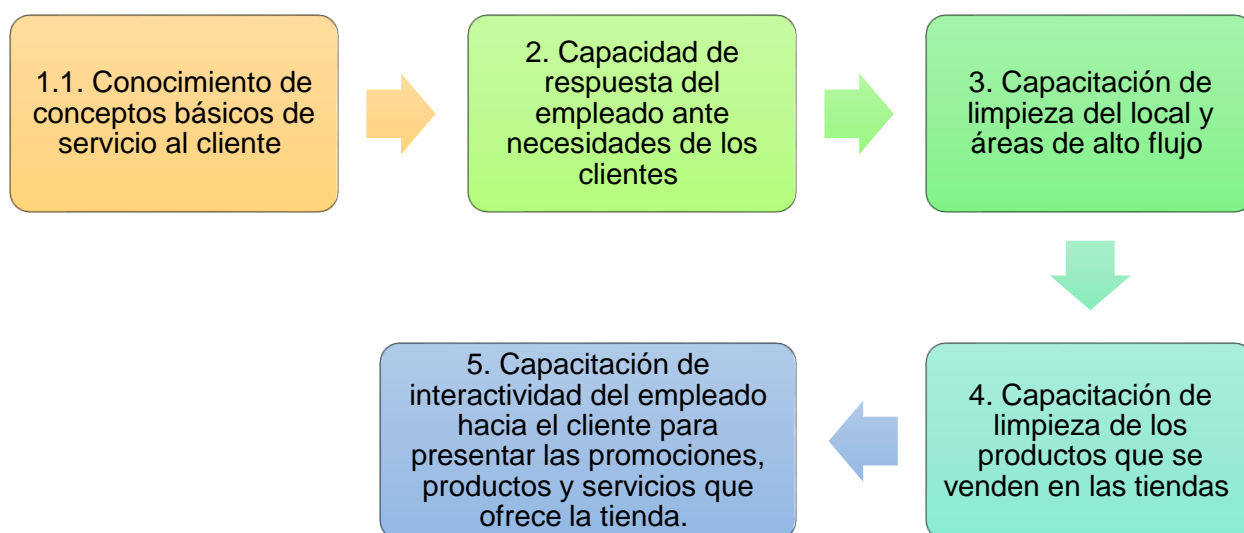 1.1. Conocimiento de
conceptos básicos de
servicio al cliente
2. Capacidad de
respuesta del
empleado ante
necesidades de los
clientes
3. Capacitación de
limpieza del local y
áreas de alto flujo
4. Capacitación de
limpieza de los
productos que se
venden en las tiendas
5. Capacitación de
interactividad del empleado
hacia el cliente para
presentar las promociones,
productos y servicios que
ofrece la tienda.